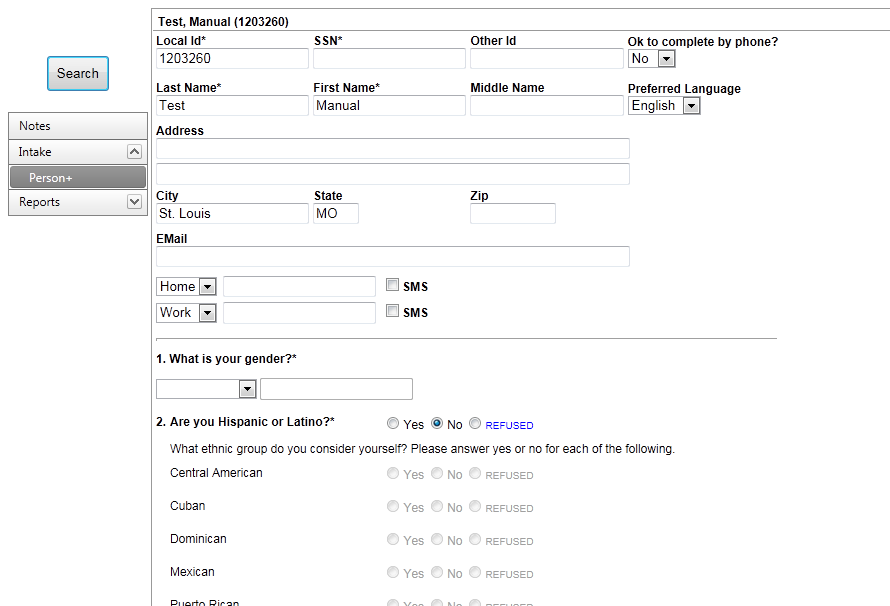 Test, Manual (1203260)
Local Id* SSN* Other Id Ok to complete by phone?
1203260 No
Search
Last Name* First Name* Middle Name Preferred Language
Test Manual English
Notes
Intake
Person+
Reports
Address
City State Zip
St. Louis MO
EMail
Home SMS
Work SMS
1. What is your gender?*
2. Are you Hispanic or Latino?* Yes No REFUSED
What ethnic group do you consider yourself? Please answer yes or no for each of the following.
Central American Yes No REFUSED
Cuban Yes No REFUSED
Dominican Yes No REFUSED
Mexican Yes No REFUSED
Puerto Rican Yes No REFUSED